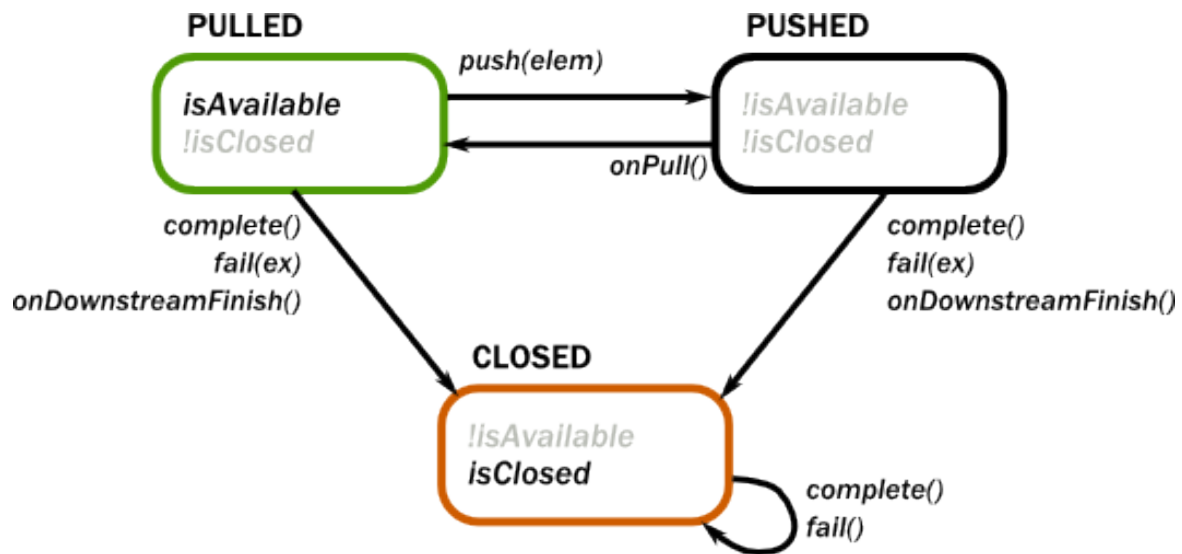 PULLED
PUSHED
push(elem)
isAvailable
!isClosed
!isAvailable
!isClosed
onPull()
complete()
fail(ex)
onDownstreamFinish()
complete()
fail(ex)
onDownstreamFinish()
CLOSED
!isAvailable
isClosed
complete()
fail()